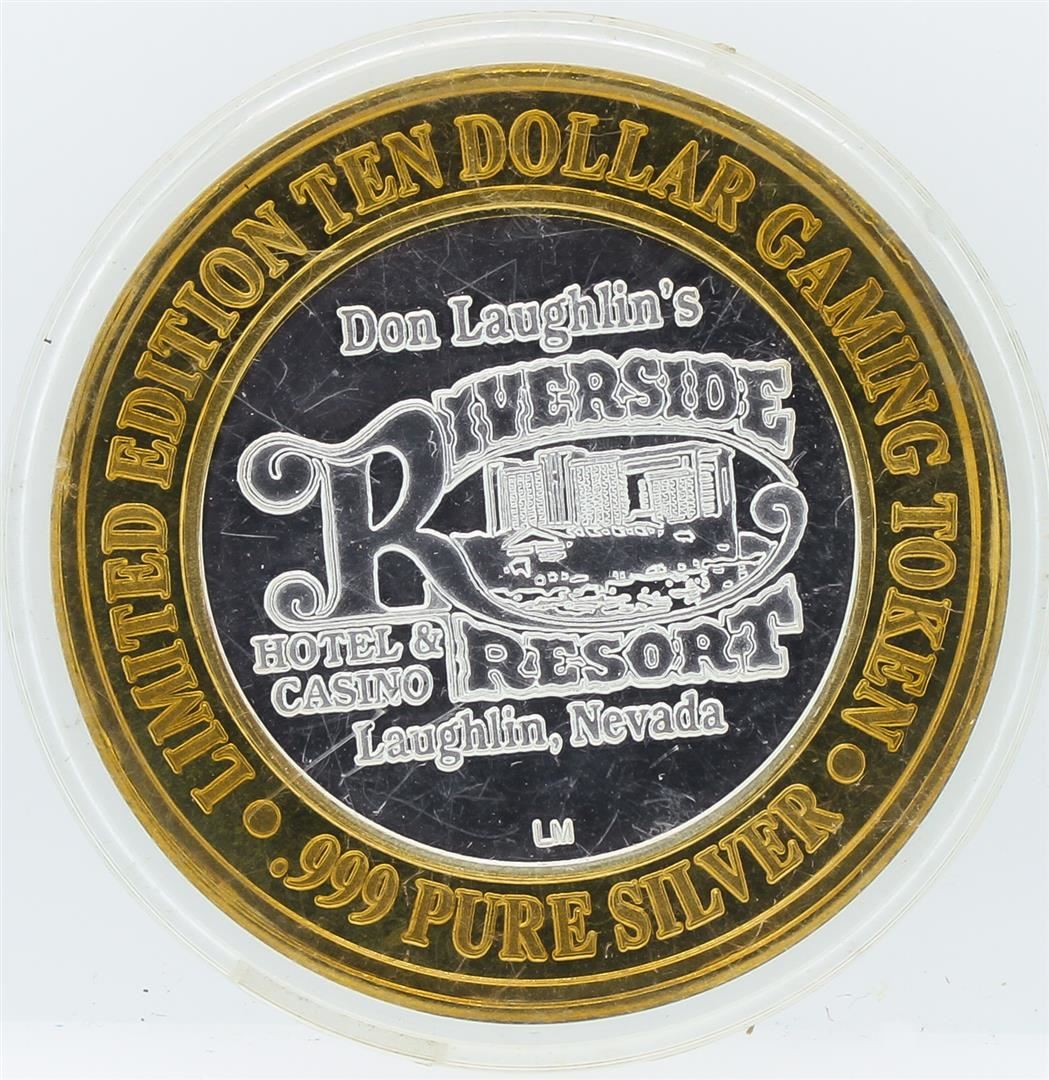 LIMITED EDITION TEN DOLLAR GAMING TOKEN
Don Laughlin's
RIVERSIDE
HOTEL &
CASINO
RESORT
Laughlin, Nevada
LM
.999 PURE SILVER